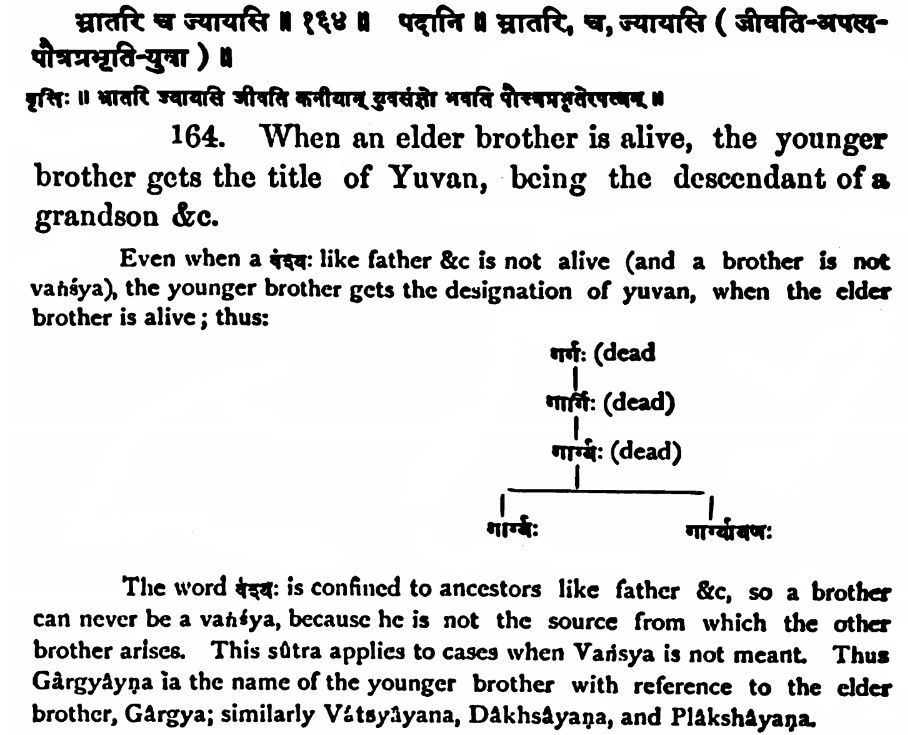 भ्रातरि च ज्यायसि ॥ १६४ ॥ पदानि ॥ भ्रातरि, च, ज्यायसि ( जीवति-अपत्य-
पौत्रप्रभृति-युवा ) ॥
वृत्तिः ॥ भ्रातरि ज्यायसि जीवति कनीयान् युवसंज्ञो भवति पौत्त्रप्रभृतेरपत्यम् ॥
164. When an elder brother is alive, the younger
brother gets the title of Yuvan, being the descendant of a
grandson &c.
Even when a वंश्यः like father &c is not alive (and a brother is not
vańśya), the younger brother gets the designation of yuvan, when the elder
brother is alive; thus:
गर्गः (dead
गार्गिः (dead)
गार्ग्यः (dead)
गार्ग्यः गार्ग्यायणः
The word वंश्यः is confined to ancestors like father &c, so a brother
can never be a vańśya, because he is not the source from which the other
brother arises. This sûtra applies to cases when Vańsya is not meant. Thus
Gârgyâyṇa ìa the name of the younger brother with reference to the elder
brother, Gârgya; similarly Vátsyâyana, Dâkhsâyaṇa, and Plâkshâyaṇa.